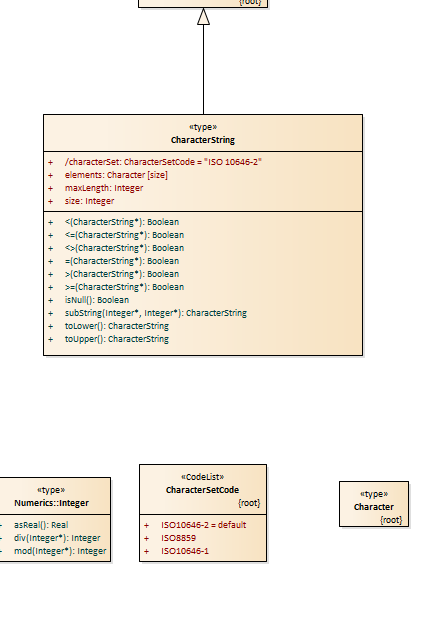 {root}
«type»
CharacterString
+ /characterSet: CharacterSetCode = "ISO 10646-2"
+ elements: Character [size]
+ maxLength: Integer
+ size: Integer
+ <(CharacterString*): Boolean
+ <=(CharacterString*): Boolean
+ <>(CharacterString*): Boolean
+ =(CharacterString*): Boolean
+ >(CharacterString*): Boolean
+ >=(CharacterString*): Boolean
+ isNull(): Boolean
+ subString(Integer*, Integer*): CharacterString
+ toLower(): CharacterString
+ toUpper(): CharacterString
«type»
Numerics::Integer
+ asReal(): Real
+ div(Integer*): Integer
+ mod(Integer*): Integer
«CodeList»
CharacterSetCode
{root}
+ ISO10646-2 = default
+ ISO8859
+ ISO10646-1
«type»
Character
{root}